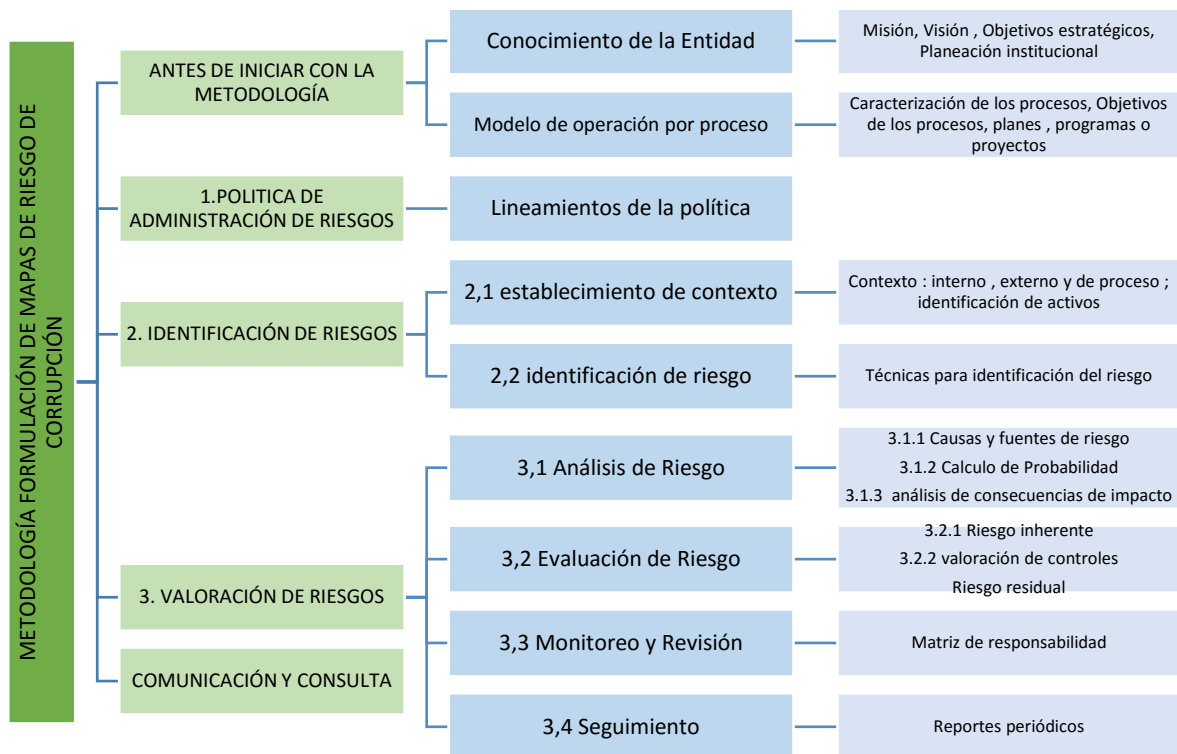 METODOLOGÍA FORMULACIÓN DE MAPAS DE RIESGO DE
CORRUPCIÓN
ANTES DE INICIAR CON LA
METODOLOGÍA
Conocimiento de la Entidad
Misión, Visión , Objetivos estratégicos,
Planeación institucional
Modelo de operación por proceso
Caracterización de los procesos, Objetivos
de los procesos, planes , programas o
proyectos
1.POLITICA DE
ADMINISTRACIÓN DE RIESGOS
Lineamientos de la política
2. IDENTIFICACIÓN DE RIESGOS
2,1 establecimiento de contexto
Contexto : interno , externo y de proceso ;
identificación de activos
2,2 identificación de riesgo
Técnicas para identificación del riesgo
3. VALORACIÓN DE RIESGOS
3,1 Análisis de Riesgo
3.1.1 Causas y fuentes de riesgo
3.1.2 Calculo de Probabilidad
3.1.3 análisis de consecuencias de impacto
3,2 Evaluación de Riesgo
3.2.1 Riesgo inherente
3.2.2 valoración de controles
Riesgo residual
3,3 Monitoreo y Revisión
Matriz de responsabilidad
3,4 Seguimiento
Reportes periódicos
COMUNICACIÓN Y CONSULTA